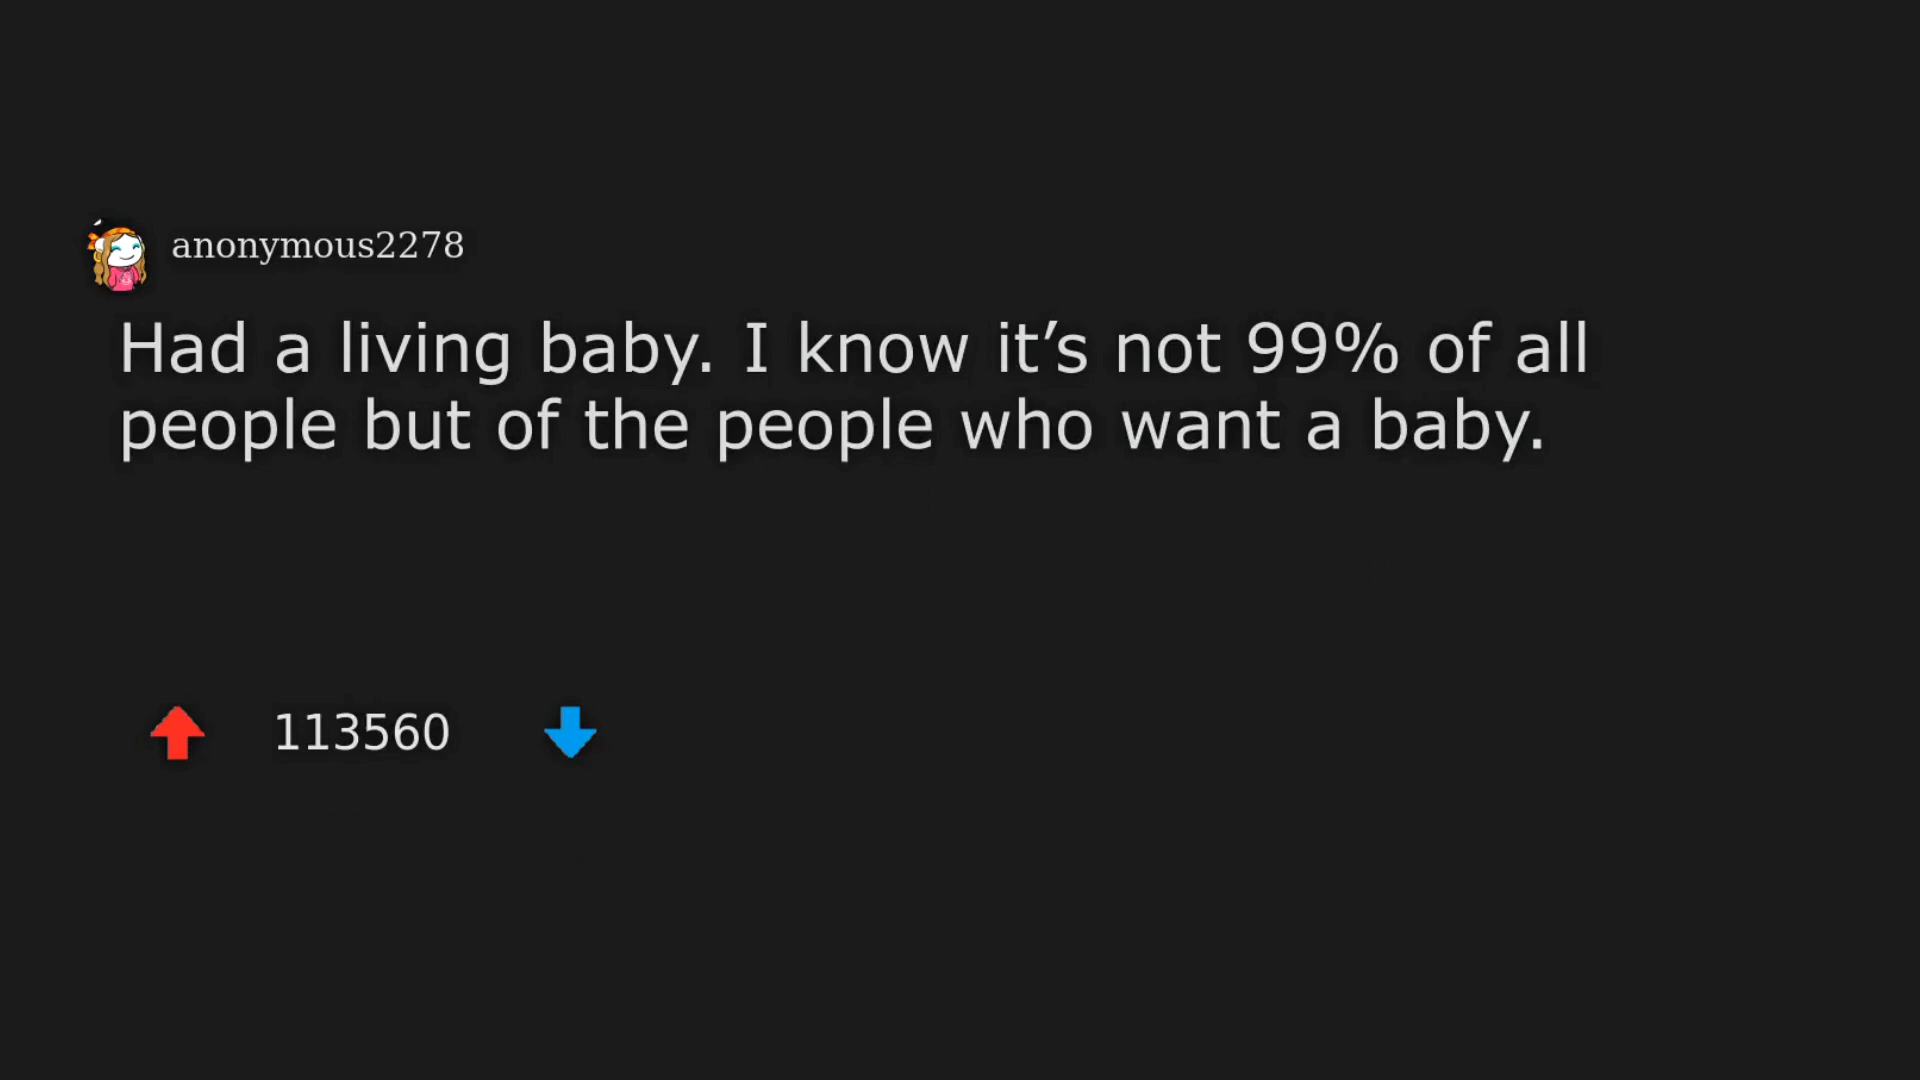 anonymous2278
Had a living baby. I know it’s not 99% of all
people but of the people who want a baby.
113560